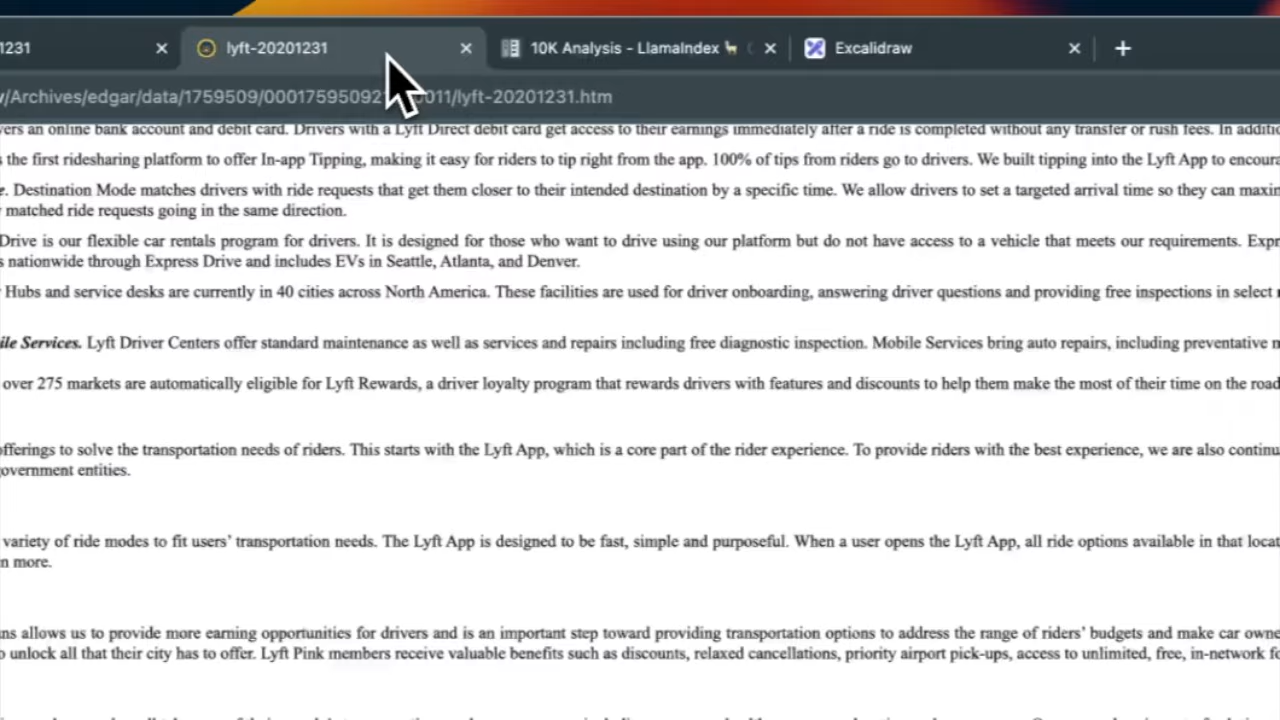 1231 lyft-20201231 10K Analysis - LlamaIndex Excalidraw
/Archives/edgar/data/1759509/00017595092 0011/lyft-20201231.htm
vers an online bank account and debit card. Drivers with a Lyft Direct debit card get access to their earnings immediately after a ride is completed without any transfer or rush fees. In additio
s the first ridesharing platform to offer In-app Tipping, making it easy for riders to tip right from the app. 100% of tips from riders go to drivers. We built tipping into the Lyft App to encoura
e. Destination Mode matches drivers with ride requests that get them closer to their intended destination by a specific time. We allow drivers to set a targeted arrival time so they can maxin
matched ride requests going in the same direction.
Drive is our flexible car rentals program for drivers. It is designed for those who want to drive using our platform but do not have access to a vehicle that meets our requirements. Expr
s nationwide through Express Drive and includes EVs in Seattle, Atlanta, and Denver.
Hubs and service desks are currently in 40 cities across North America. These facilities are used for driver onboarding, answering driver questions and providing free inspections in select
ile Services. Lyft Driver Centers offer standard maintenance as well as services and repairs including free diagnostic inspection. Mobile Services bring auto repairs, including preventative
over 275 markets are automatically eligible for Lyft Rewards, a driver loyalty program that rewards drivers with features and discounts to help them make the most of their time on the road
offerings to solve the transportation needs of riders. This starts with the Lyft App, which is a core part of the rider experience. To provide riders with the best experience, we are also continu
overnment entities.
variety of ride modes to fit users' transportation needs. The Lyft App is designed to be fast, simple and purposeful. When a user opens the Lyft App, all ride options available in that locat
n more.
ns allows us to provide more earning opportunities for drivers and is an important step toward providing transportation options to address the range of riders' budgets and make car owne
o unlock all that their city has to offer. Lyft Pink members receive valuable benefits such as discounts, relaxed cancellations, priority airport pick-ups, access to unlimited, free, in-network fo